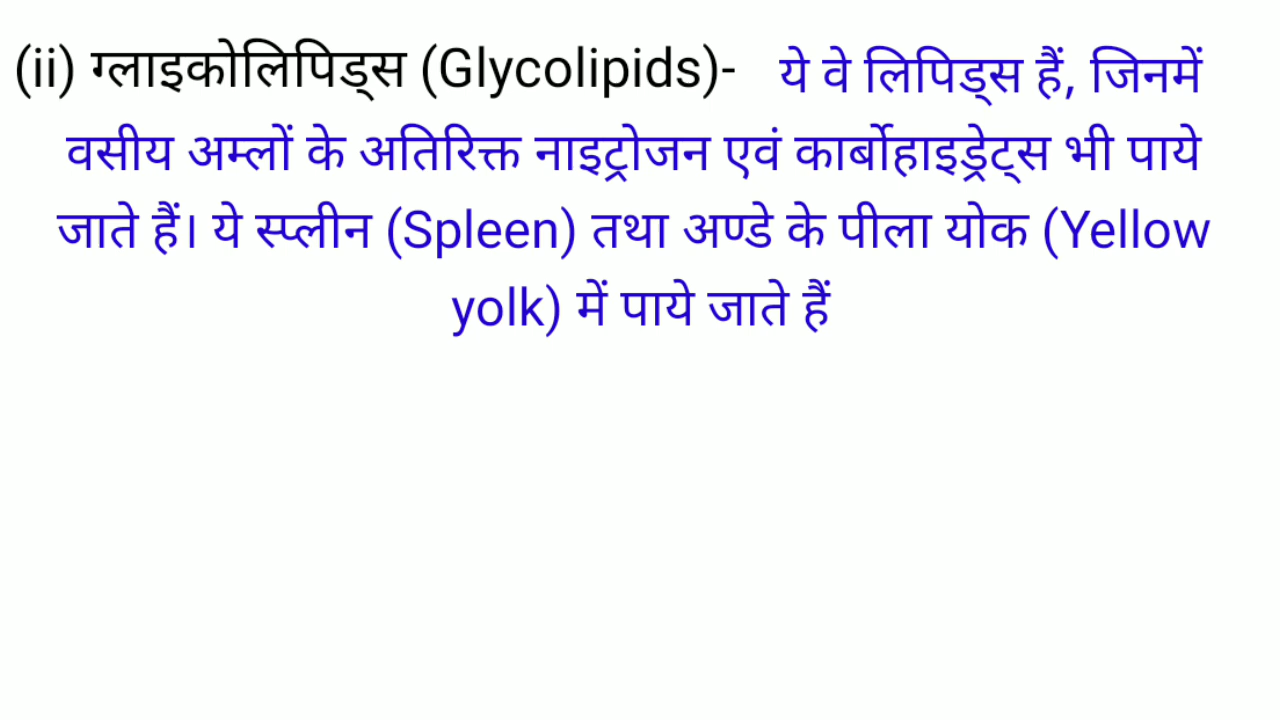 (ii) ग्लाइकोलिपिड्स (Glycolipids)- ये वे लिपिड्स हैं, जिनमें
वसीय अम्लों के अतिरिक्त नाइट्रोजन एवं कार्बोहाइड्रेट्स भी पाये
जाते हैं। ये स्प्लीन (Spleen) तथा अण्डे के पीला योक (Yellow
yolk) में पाये जाते हैं